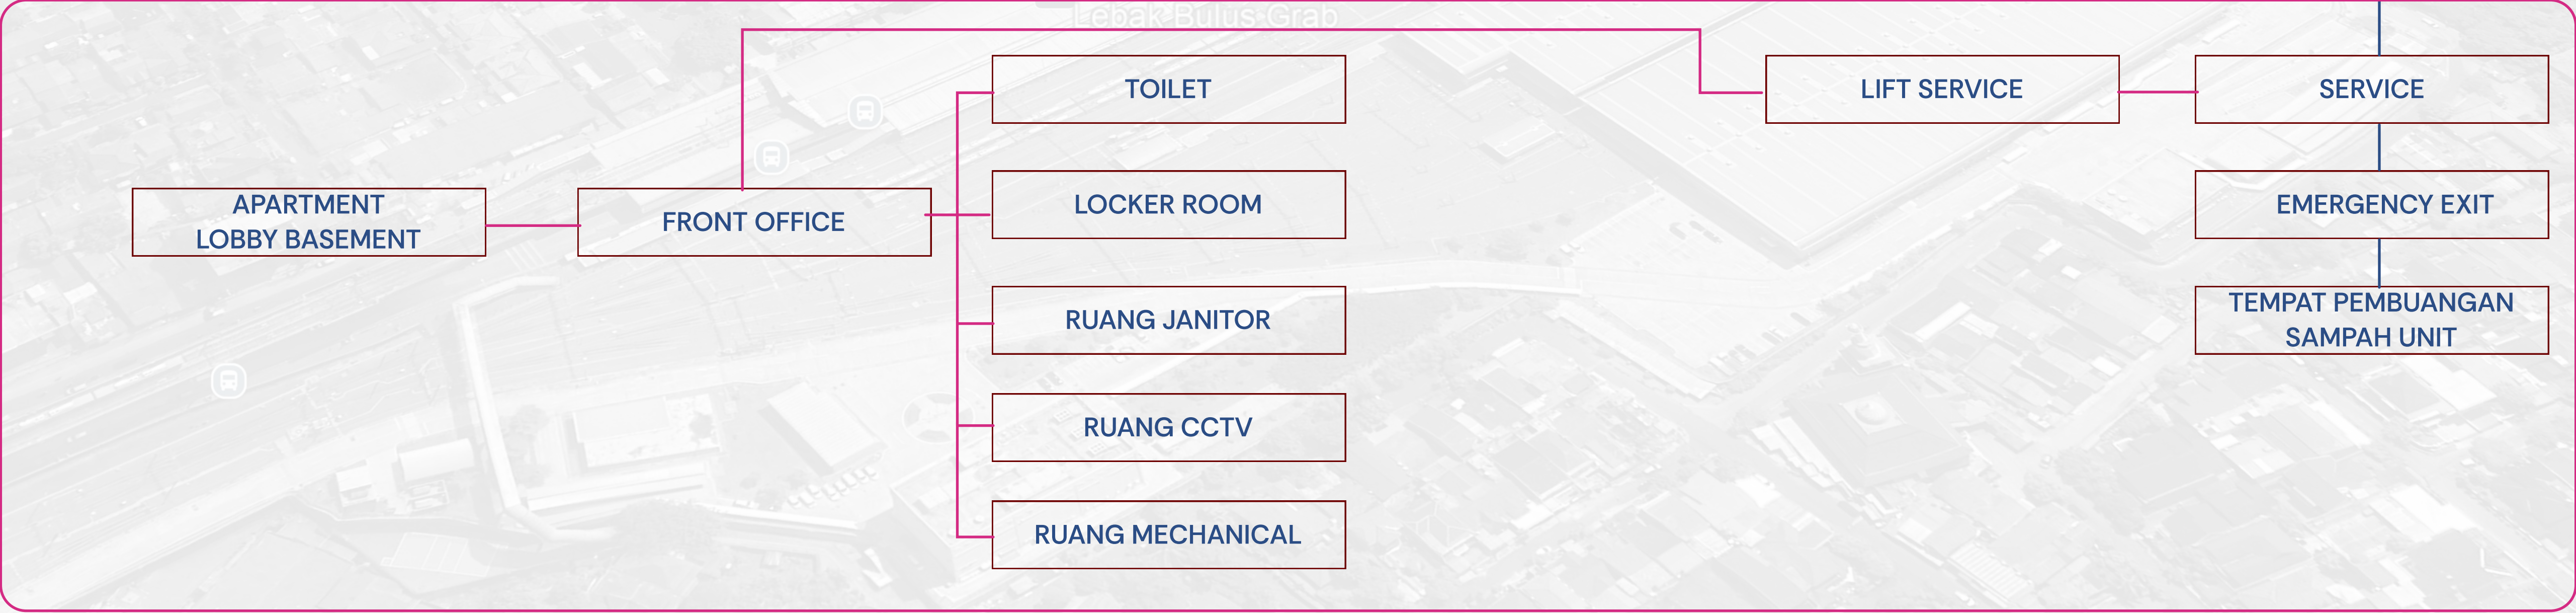 Lebak Bulus Grab
TOILET
LIFT SERVICE
SERVICE
LOCKER ROOM
EMERGENCY EXIT
APARTMENT
LOBBY BASEMENT
FRONT OFFICE
RUANG JANITOR
TEMPAT PEMBUANGAN
SAMPAH UNIT
RUANG CCTV
RUANG MECHANICAL